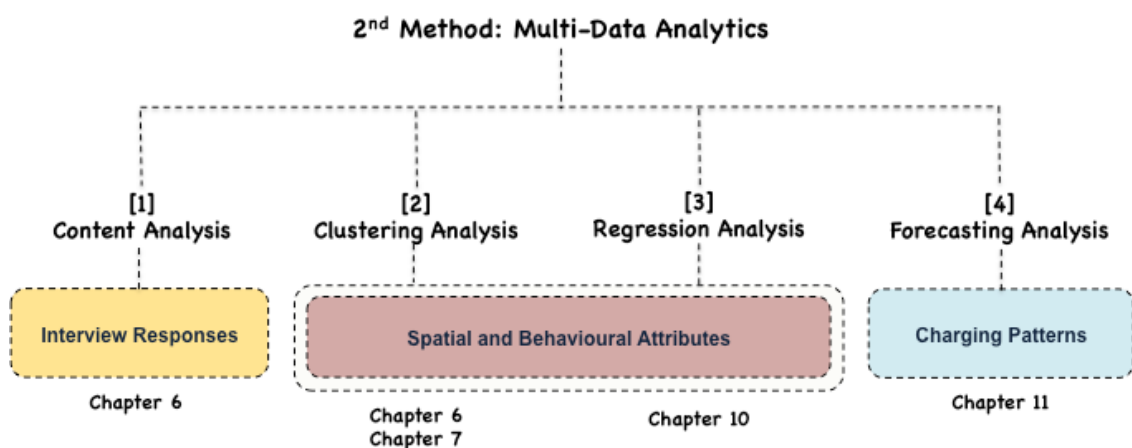 2nd Method: Multi-Data Analytics
[1]
Content Analysis
[2]
Clustering Analysis
[3]
Regression Analysis
[4]
Forecasting Analysis
Interview Responses
Spatial and Behavioural Attributes
Charging Patterns
Chapter 6
Chapter 6
Chapter 7
Chapter 10
Chapter 11